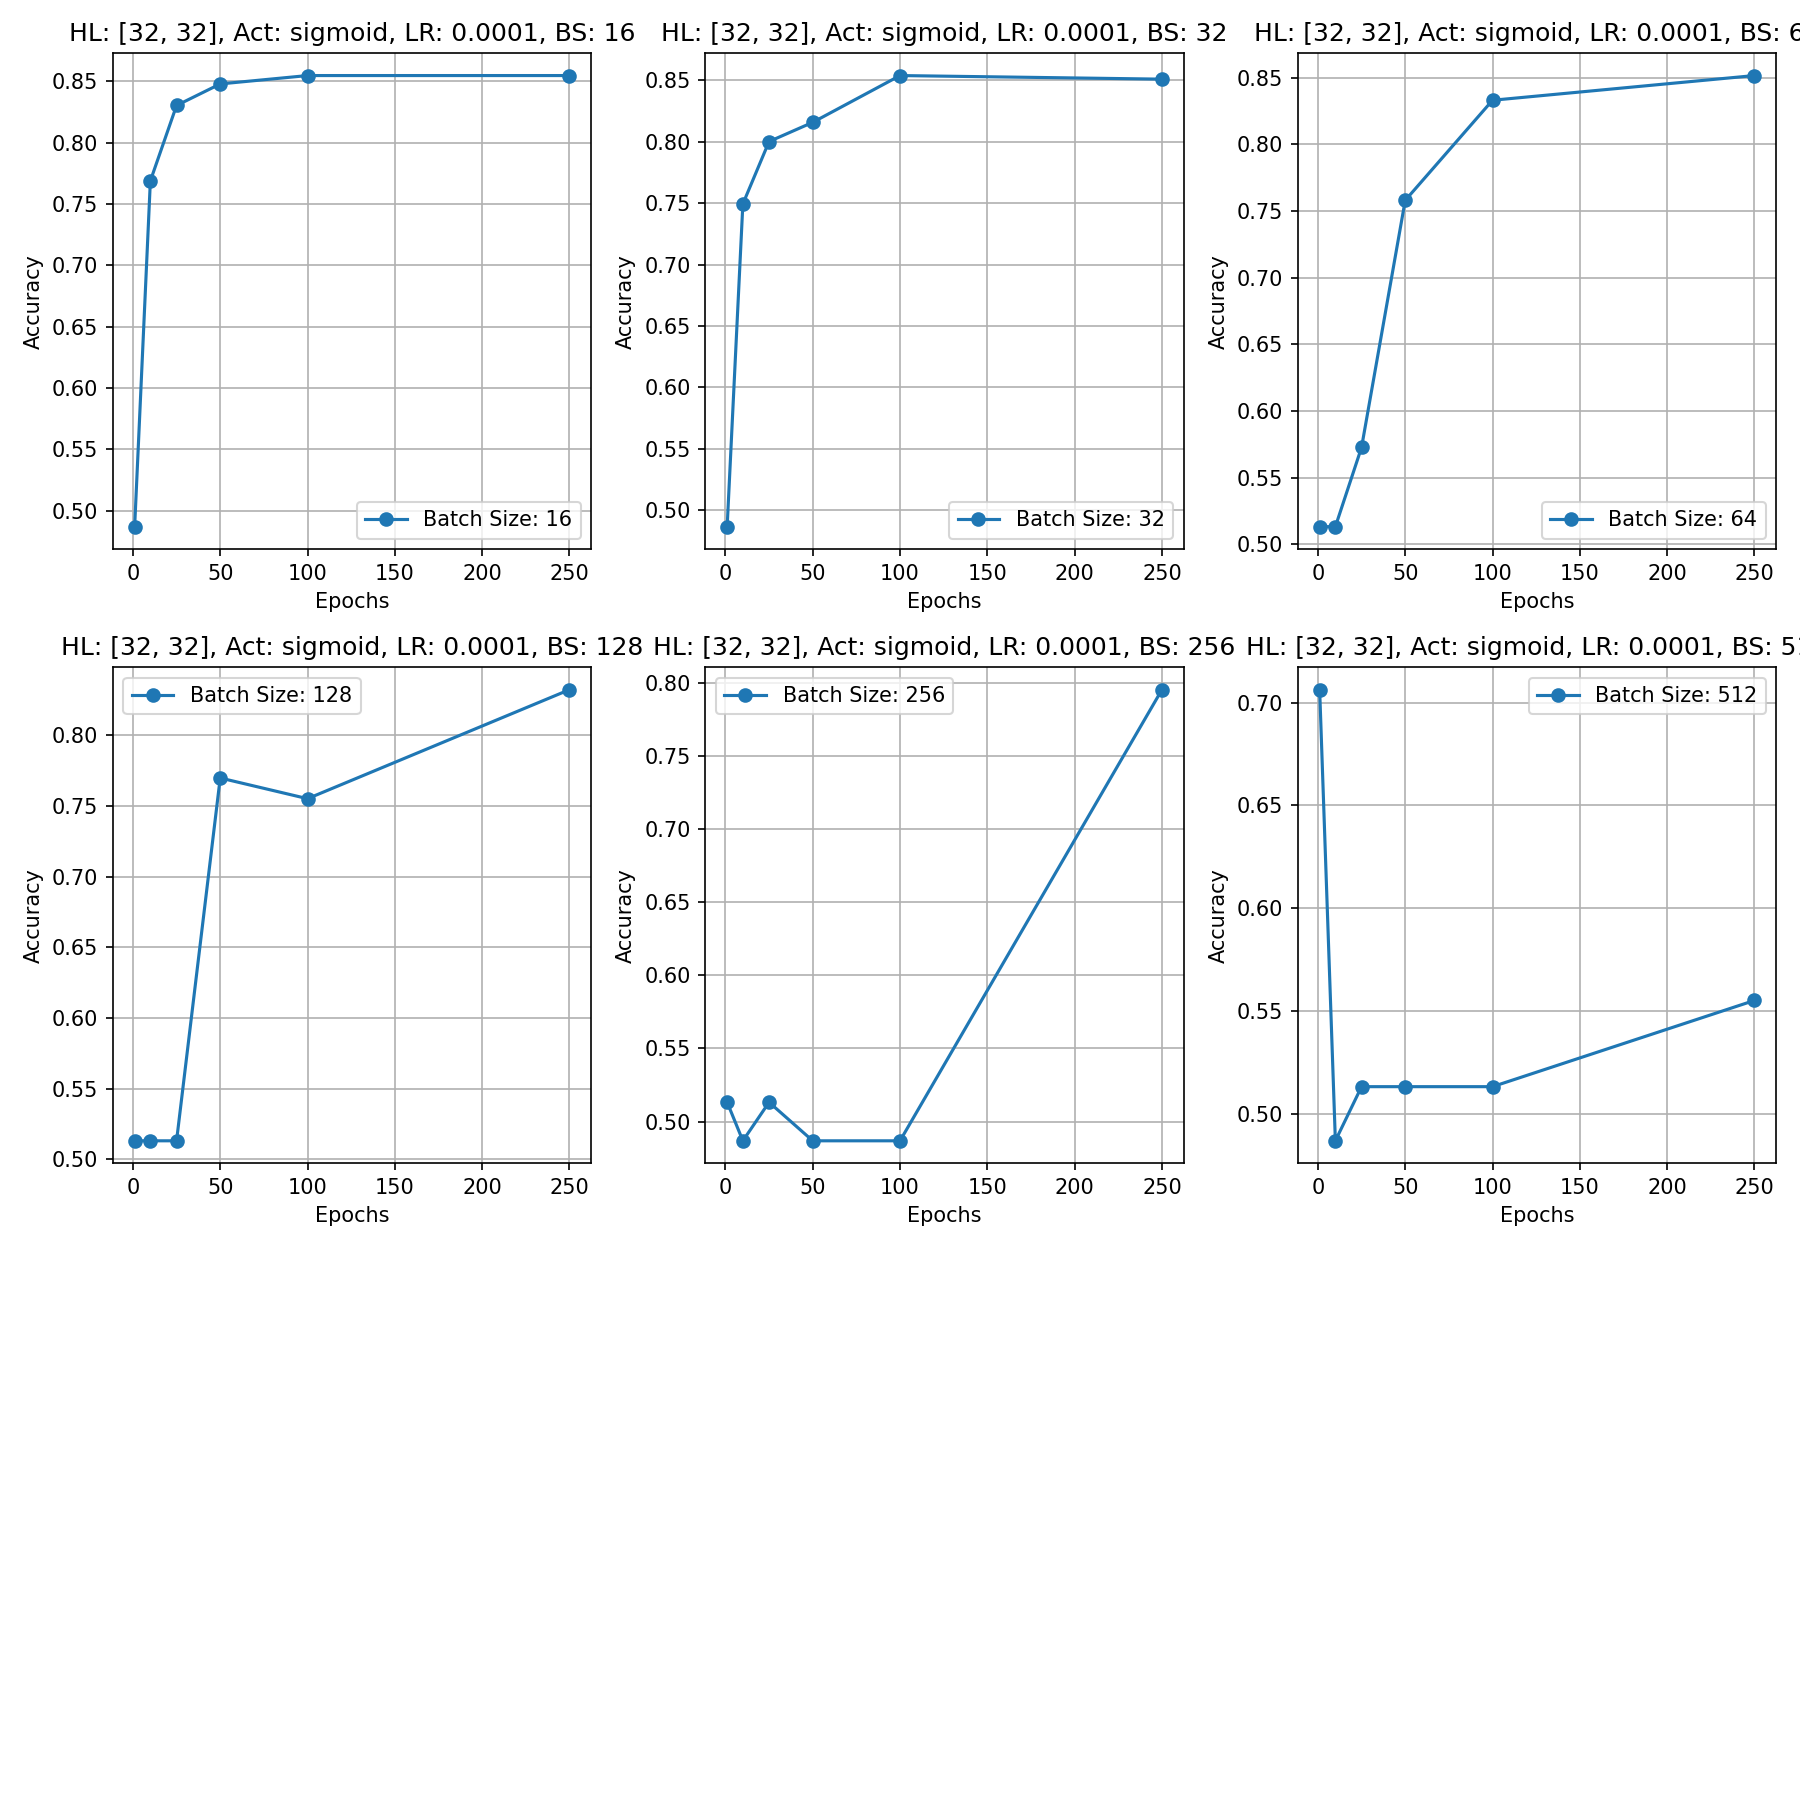 HL: [32, 32], Act: sigmoid, LR: 0.0001, BS: 16
0.85
0.80
0.75
0.70
0.65
0.60
0.55
0.50
Accuracy
Batch Size: 16
0 50 100 150 200 250
Epochs
HL: [32, 32], Act: sigmoid, LR: 0.0001, BS: 32
0.85
0.80
0.75
0.70
0.65
0.60
0.55
0.50
Accuracy
Batch Size: 32
0 50 100 150 200 250
Epochs
HL: [32, 32], Act: sigmoid, LR: 0.0001, BS: 6
0.85
0.80
0.75
0.70
0.65
0.60
0.55
0.50
Accuracy
Batch Size: 64
0 50 100 150 200 250
Epochs
HL: [32, 32], Act: sigmoid, LR: 0.0001, BS: 128
Batch Size: 128
0.80
0.75
0.70
0.65
0.60
0.55
0.50
Accuracy
0 50 100 150 200 250
Epochs
HL: [32, 32], Act: sigmoid, LR: 0.0001, BS: 256
Batch Size: 256
0.80
0.75
0.70
0.65
0.60
0.55
0.50
Accuracy
0 50 100 150 200 250
Epochs
HL: [32, 32], Act: sigmoid, LR: 0.0001, BS: 5
Batch Size: 512
0.70
0.65
0.60
0.55
0.50
Accuracy
0 50 100 150 200 250
Epochs